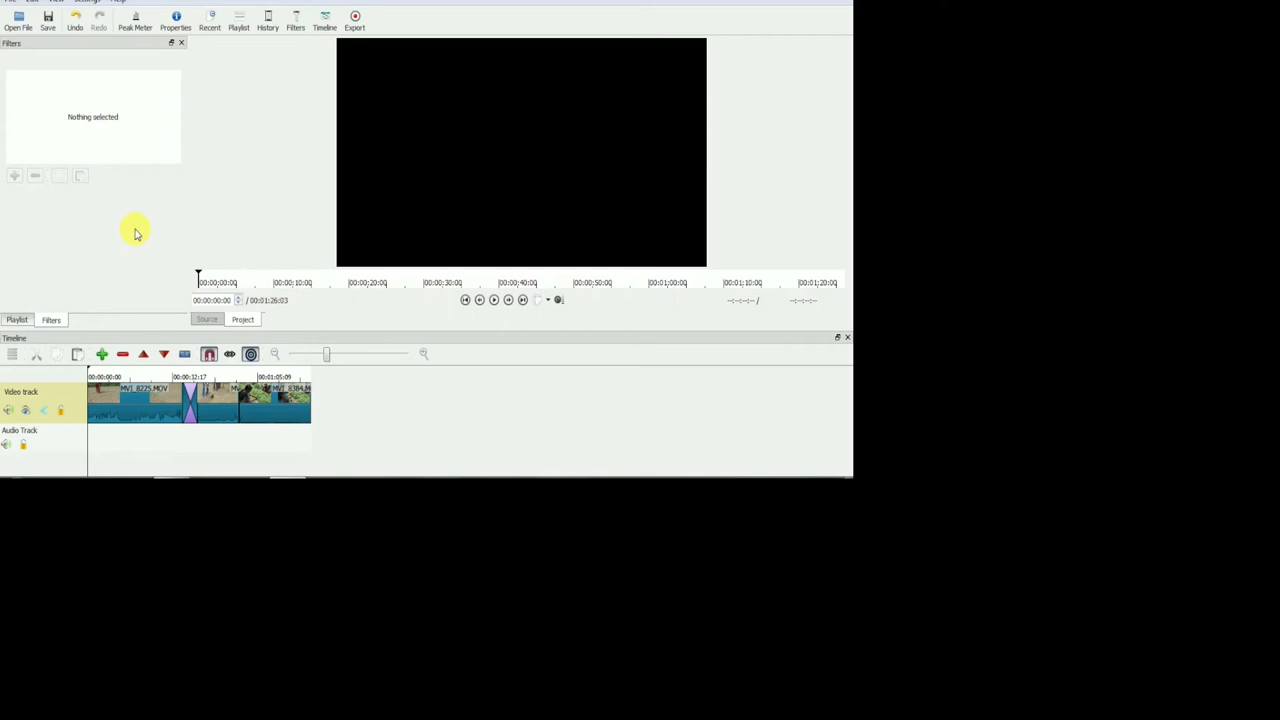 Open File Save Undo Redo Peak Meter Properties Recent Playlist History Filters Timeline Export
Filters
Nothing selected
00:00:00:00 00:00:10:00 00:00:20:00 00:00:30:00 00:00:40:00 00:00:50:00 00:01:00:00 00:01:10:00 00:01:20:00
00:00:00:00 / 00:01:26:03 --:--:--:-- / --:--:--:--
Playlist Filters Source Project
Timeline
00:00:00:00 00:00:32:17 00:01:05:09
Video track MVI_8225.MOV MVI_8384.M
Audio Track